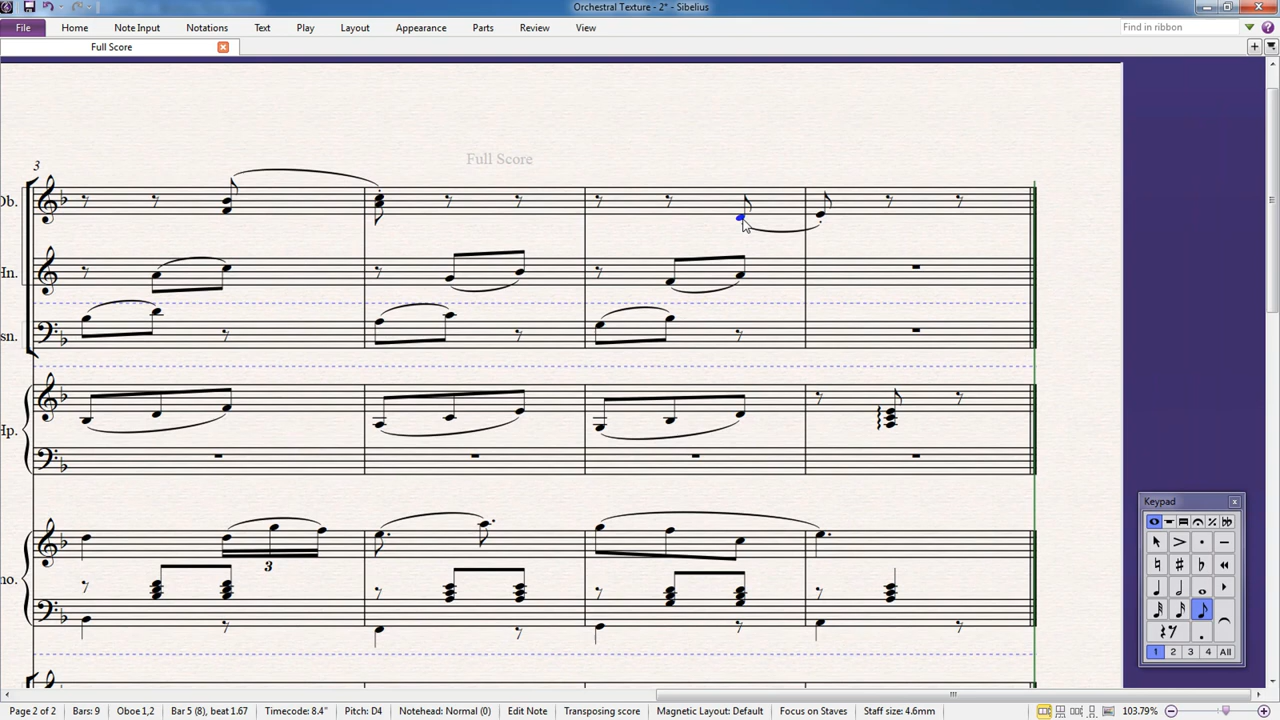 Orchestral Texture - 2* - Sibelius
File Home Note Input Notations Text Play Layout Appearance Parts Review View Find in ribbon
Full Score
Full Score
3
Ob.
Hn.
sn.
Hp.
Keypad
3
no.
1 2 3 4 All
Page 2 of 2 Bars: 9 Oboe 1,2 Bar 5 (8), beat 1.67 Timecode: 8.4" Pitch: D4 Notehead: Normal (0) Edit Note Transposing score Magnetic Layout: Default Focus on Staves Staff size: 4.6mm 103.79%